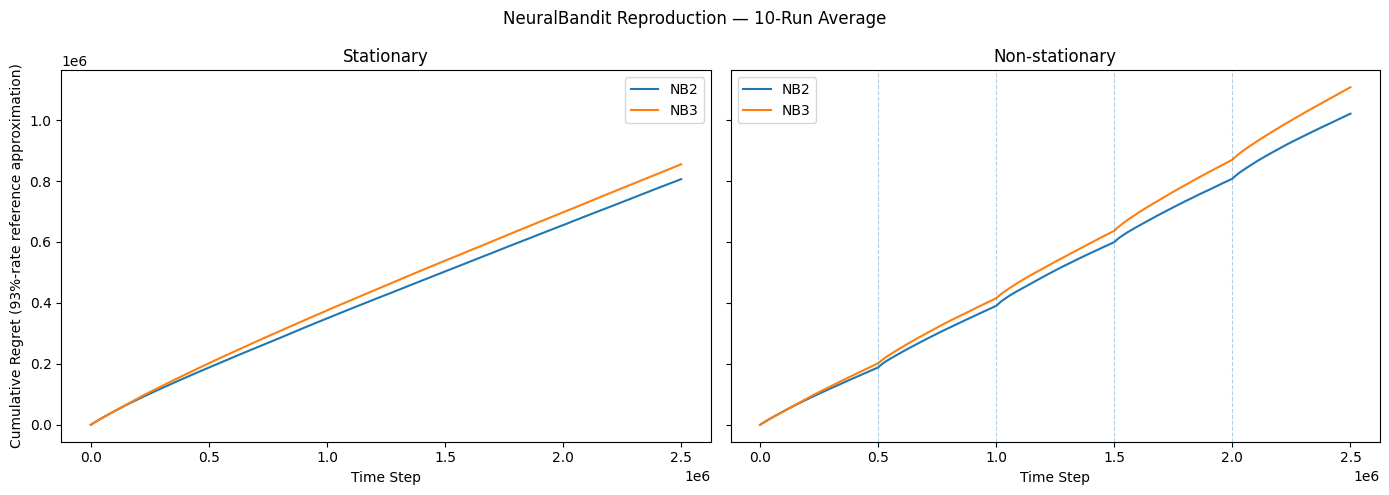 NeuralBandit Reproduction — 10-Run Average
Stationary
1e6
Cumulative Regret (93%-rate reference approximation)
1.0
0.8
0.6
0.4
0.2
0.0
NB2
NB3
0.0 0.5 1.0 1.5 2.0 2.5
1e6
Time Step
Non-stationary
NB2
NB3
0.0 0.5 1.0 1.5 2.0 2.5
1e6
Time Step